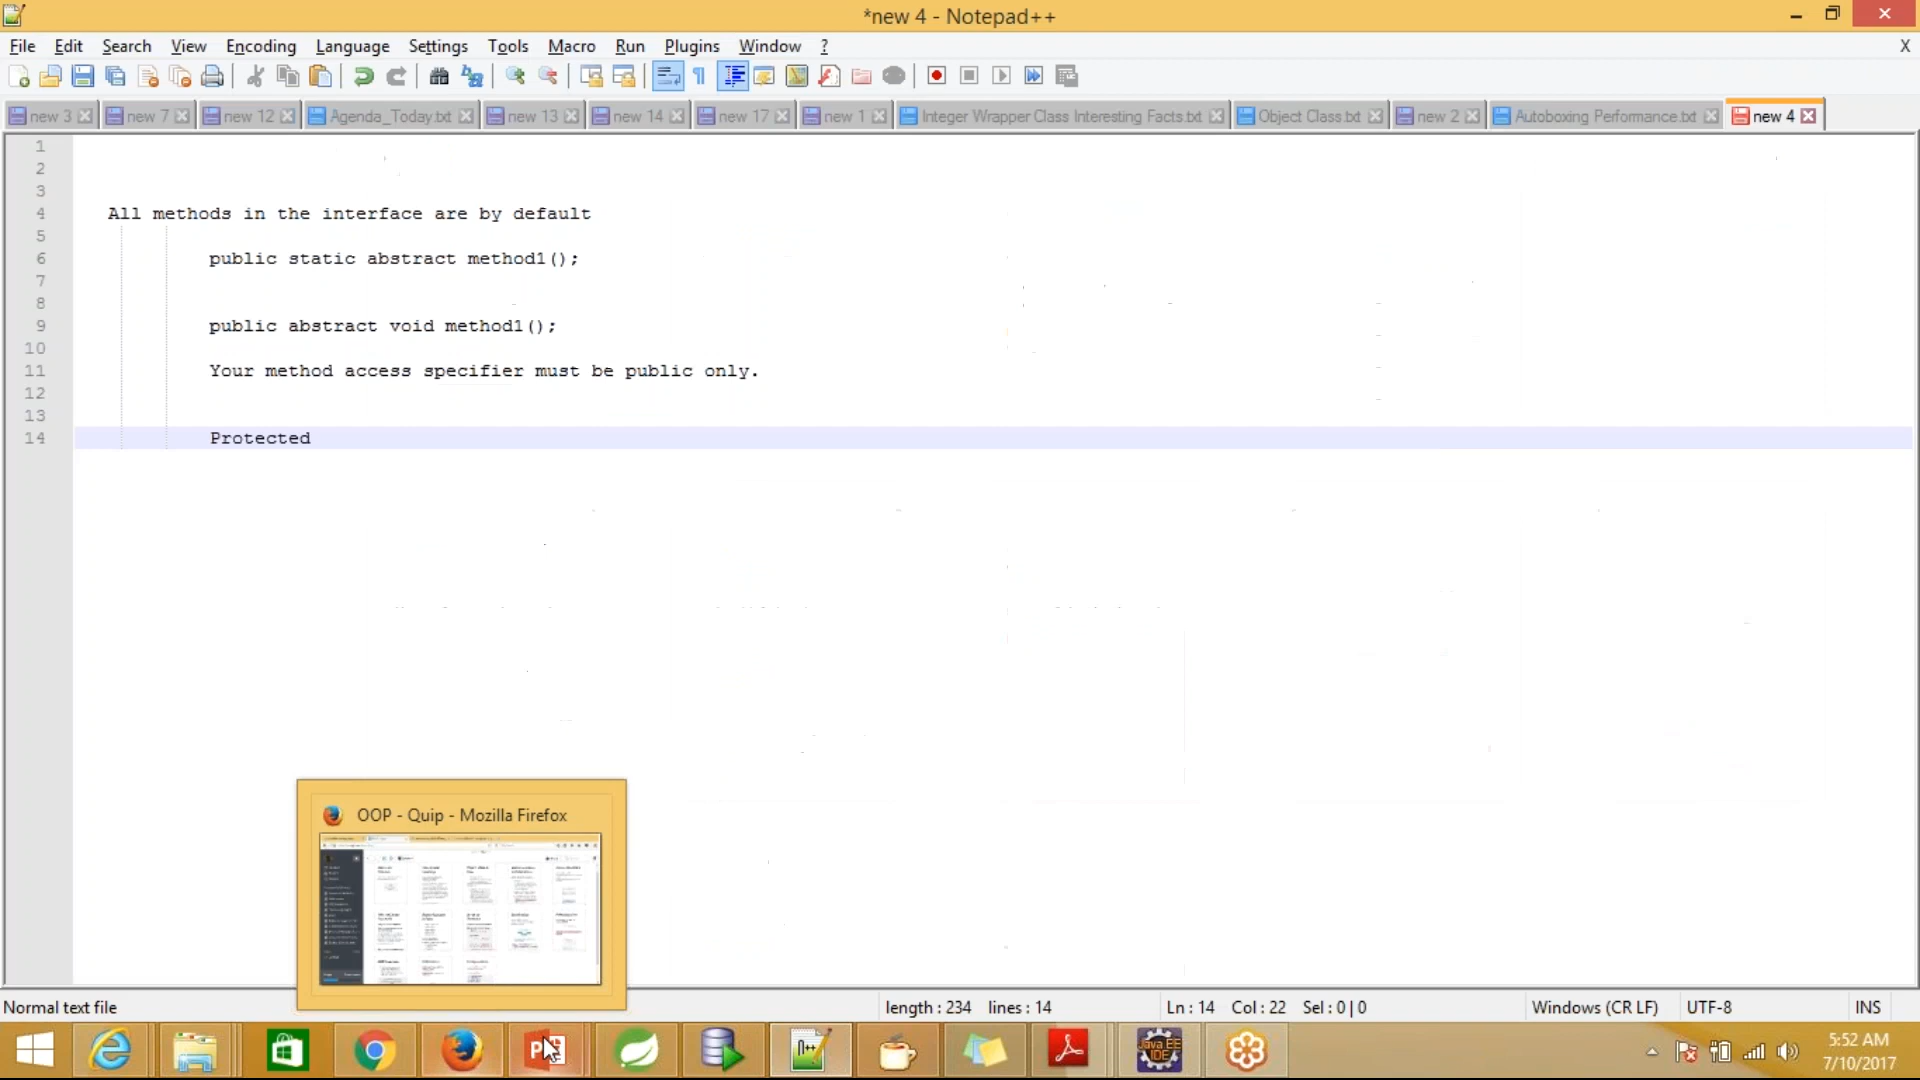 *new 4 - Notepad++
File Edit Search View Encoding Language Settings Tools Macro Run Plugins Window ? X
new 3 new 7 new 12 Agenda_Today.txt new 13 new 14 new 17 new 1 Integer Wrapper Class Interesting Facts.txt Object Class.txt new 2 Autoboxing Performance.txt new 4
1
2
3
4 All methods in the interface are by default
5
6 public static abstract method1();
7
8
9 public abstract void method1();
10
11 Your method access specifier must be public only.
12
13
14 Protected
OOP - Quip - Mozilla Firefox
Normal text file length : 234 lines : 14 Ln : 14 Col : 22 Sel : 0 | 0 Windows (CR LF) UTF-8 INS
Java EE
IDE
5:52 AM
7/10/2017